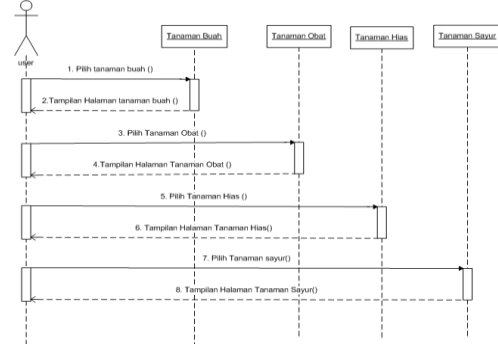 Tanaman Buah
Tanaman Obat
Tanaman Hias
Tanaman Sayur
user
1. Pilih tanaman buah ()
2.Tampilan Halaman tanaman buah ()
3. Pilih Tanaman Obat ()
4.Tampilan Halaman Tanaman Obat ()
5. Pilih Tanaman Hias ()
6. Tampilan Halaman Tanaman Hias()
7. Pilih Tanaman sayur()
8. Tampilan Halaman Tanaman Sayur()